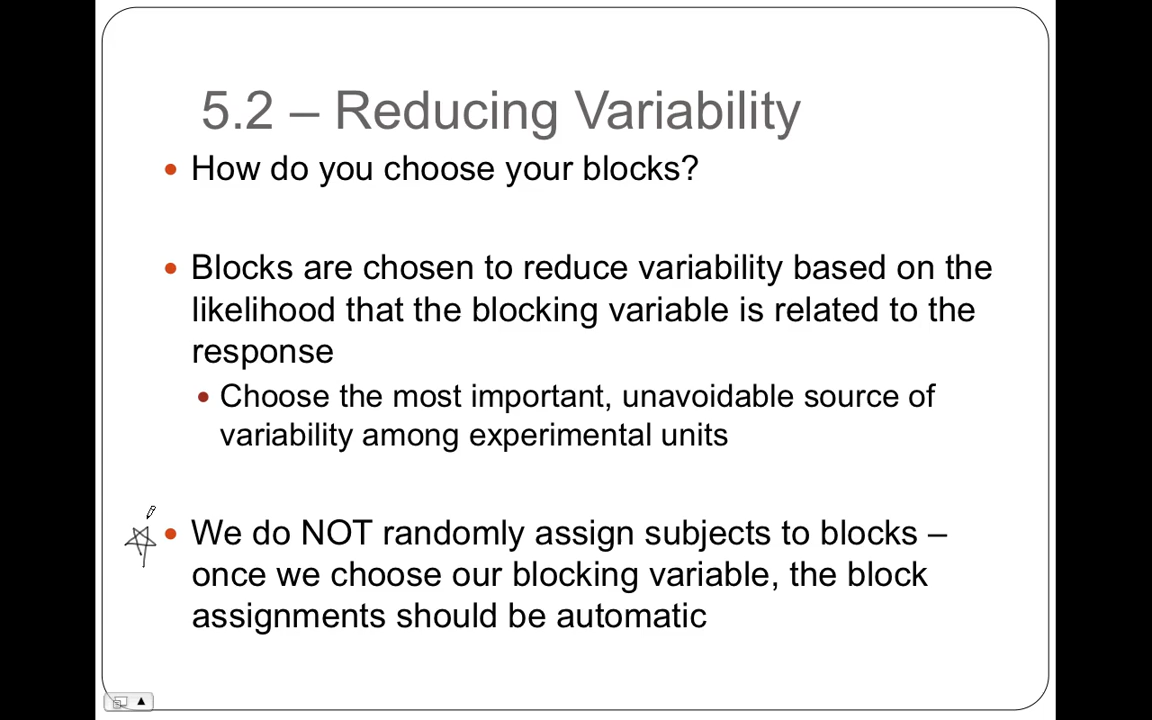 5.2 – Reducing Variability
• How do you choose your blocks?
• Blocks are chosen to reduce variability based on the
likelihood that the blocking variable is related to the
response
• Choose the most important, unavoidable source of
variability among experimental units
• We do NOT randomly assign subjects to blocks –
once we choose our blocking variable, the block
assignments should be automatic